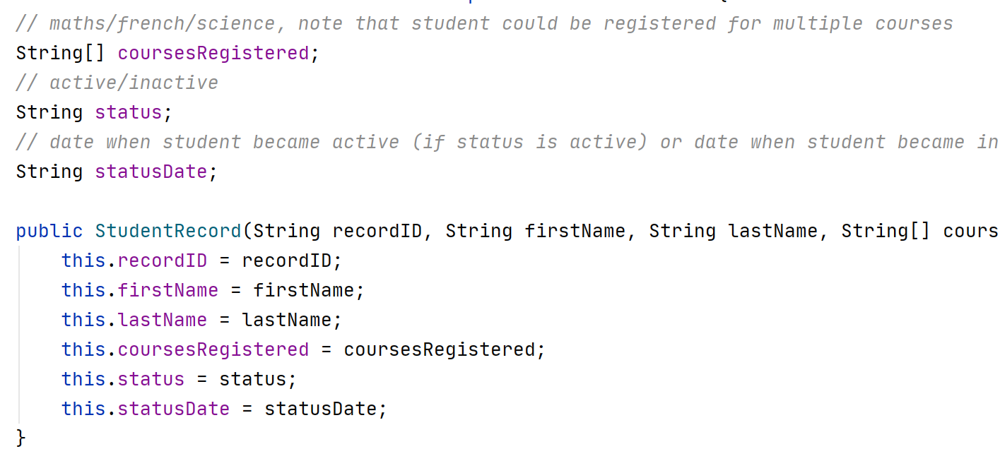 // maths/french/science, note that student could be registered for multiple courses
String[] coursesRegistered;
// active/inactive
String status;
// date when student became active (if status is active) or date when student became in
String statusDate;
public StudentRecord(String recordID, String firstName, String lastName, String[] cours
this.recordID = recordID;
this.firstName = firstName;
this.lastName = lastName;
this.coursesRegistered = coursesRegistered;
this.status = status;
this.statusDate = statusDate;
}